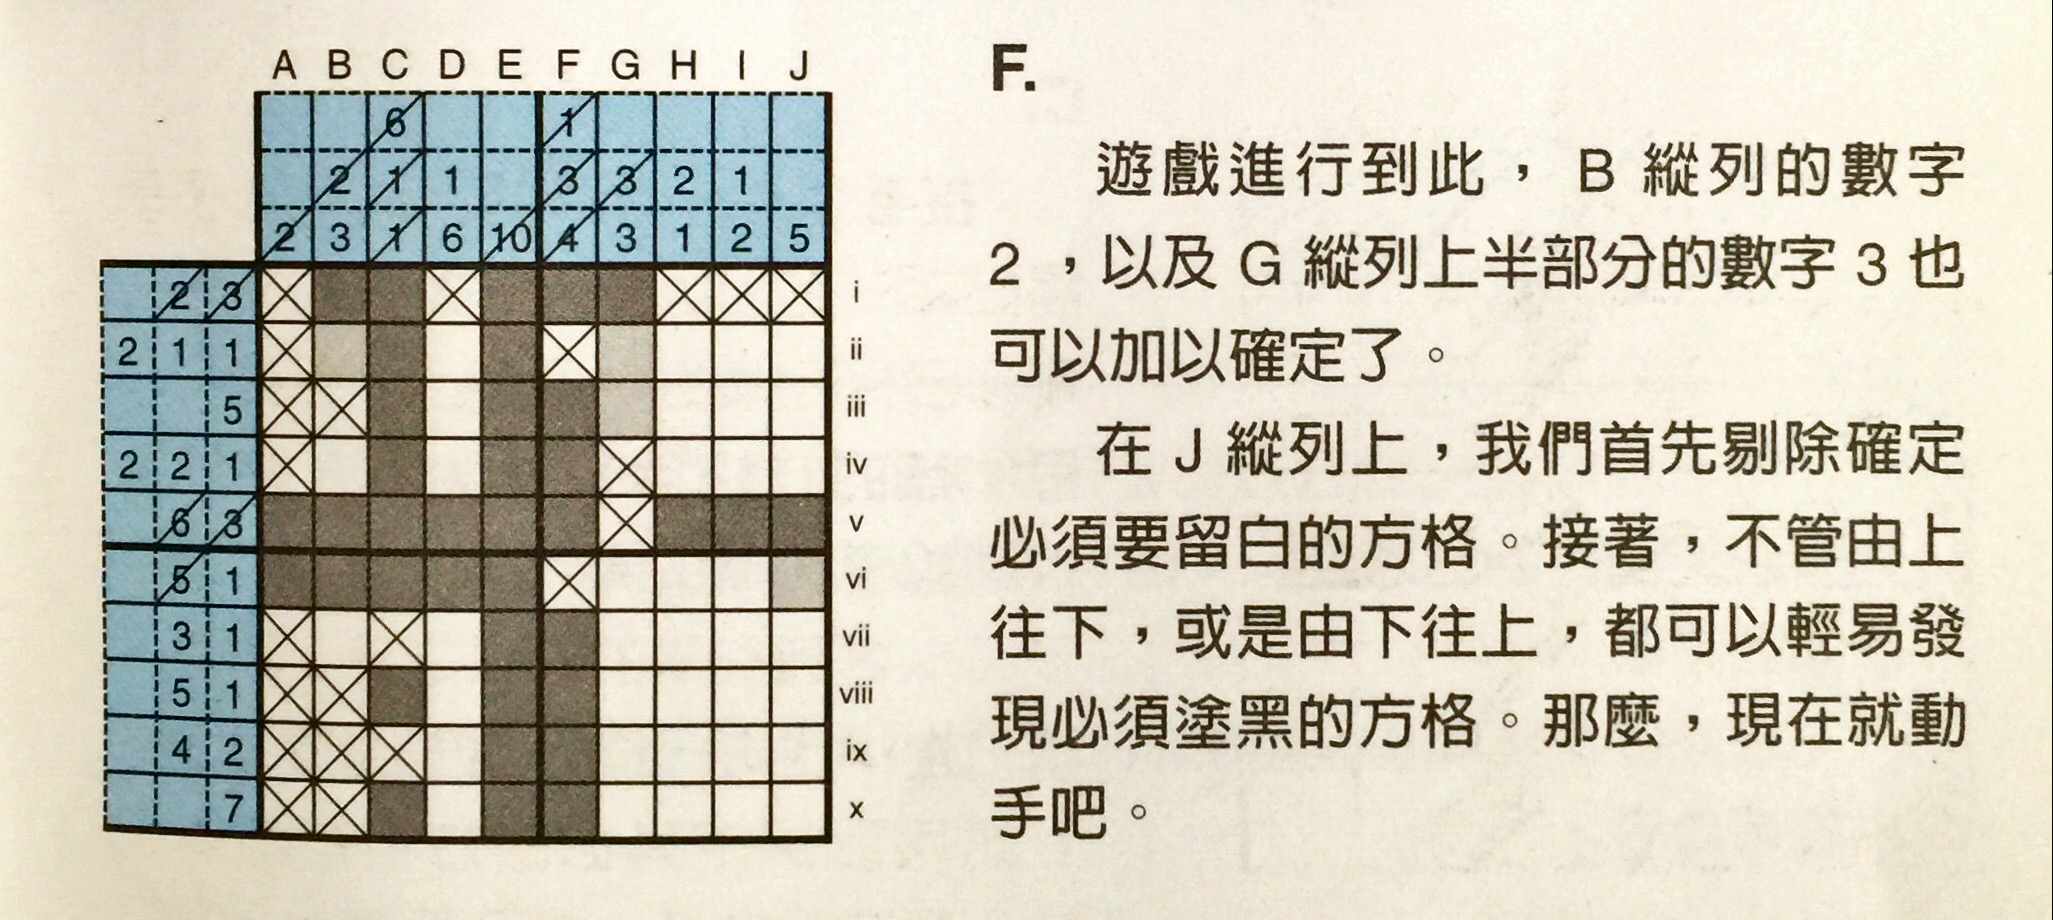 A B C D E F G H I J
6 1
2 1 1 3 3 2 1
2 3 1 6 10 4 3 1 2 5
2 3 i
2 1 1 ii
5 iii
2 2 1 iv
6 3 v
5 1 vi
3 1 vii
5 1 viii
4 2 ix
7 x
F.
遊戲進行到此，B 縱列的數字
2，以及 G 縱列上半部分的數字 3 也
可以加以確定了。
在 J 縱列上，我們首先剔除確定
必須要留白的方格。接著，不管由上
往下，或是由下往上，都可以輕易發
現必須塗黑的方格。那麼，現在就動
手吧。